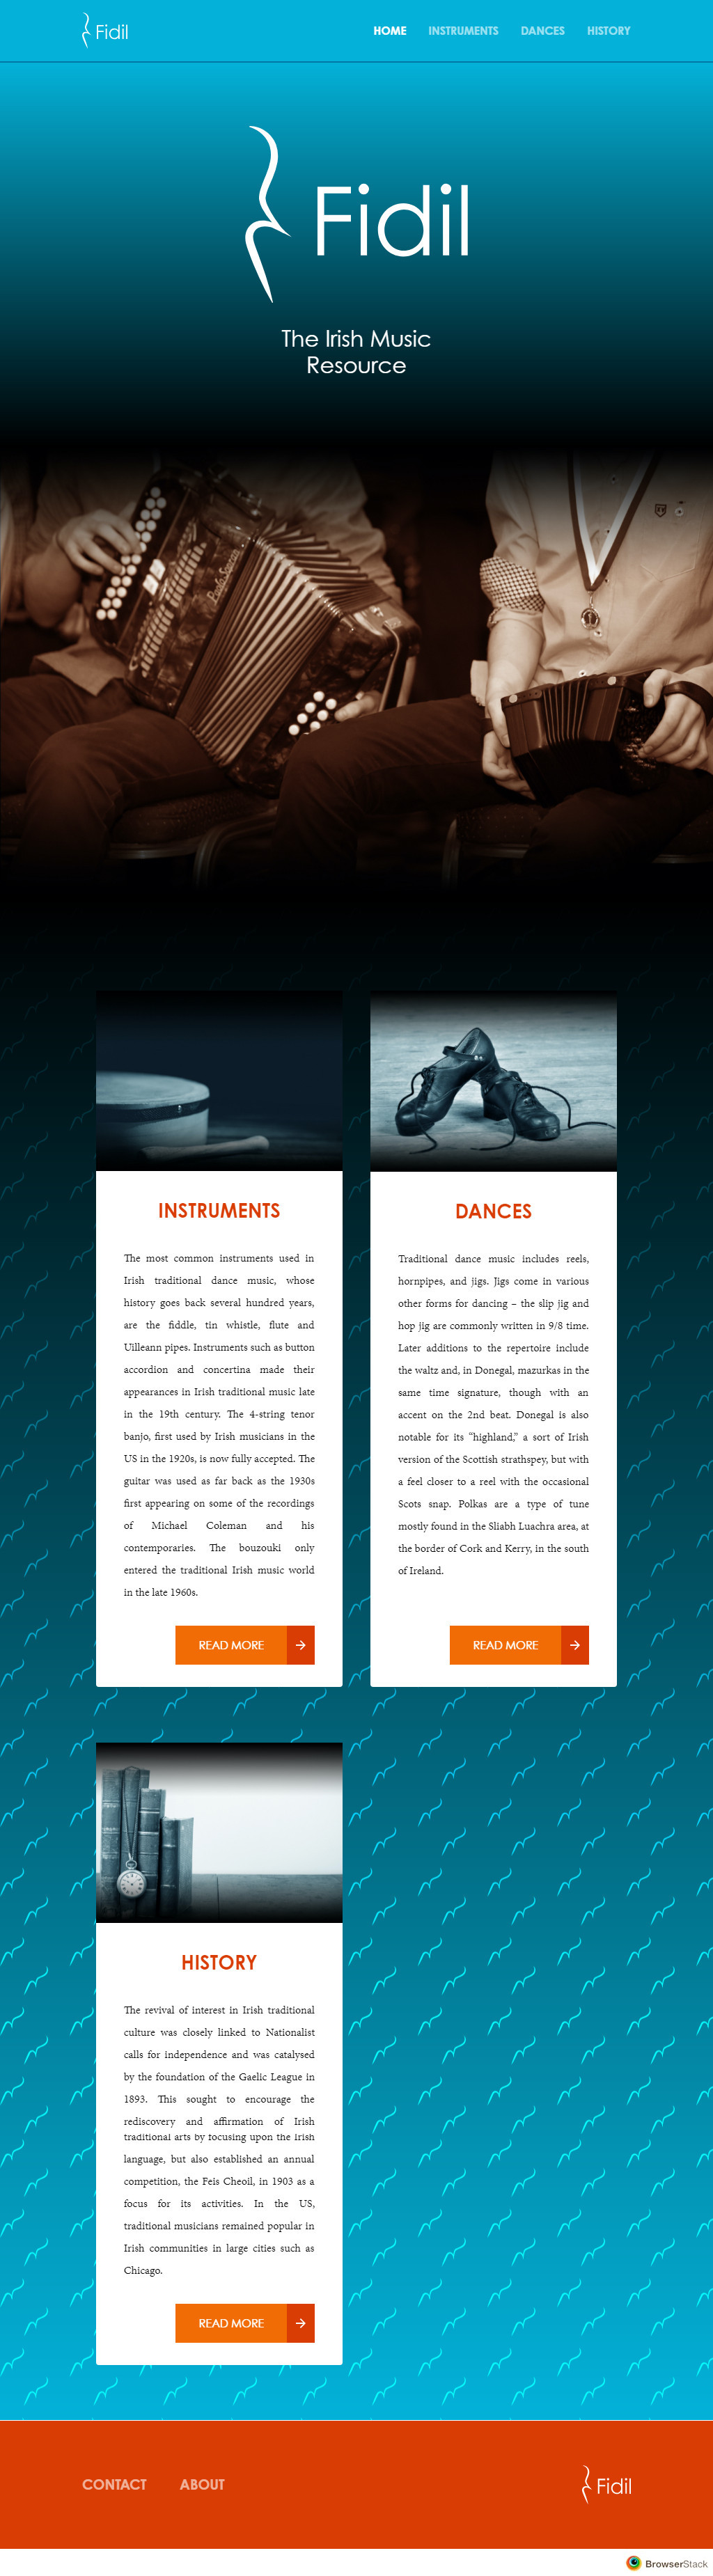 Fidil
HOME INSTRUMENTS DANCES HISTORY
Fidil
The Irish Music
Resource
INSTRUMENTS
The most common instruments used in
Irish traditional dance music, whose
history goes back several hundred years,
are the fiddle, tin whistle, flute and
Uilleann pipes. Instruments such as button
accordion and concertina made their
appearances in Irish traditional music late
in the 19th century. The 4-string tenor
banjo, first used by Irish musicians in the
US in the 1920s, is now fully accepted. The
guitar was used as far back as the 1930s
first appearing on some of the recordings
of Michael Coleman and his
contemporaries. The bouzouki only
entered the traditional Irish music world
in the late 1960s.
READ MORE
DANCES
Traditional dance music includes reels,
hornpipes, and jigs. Jigs come in various
other forms for dancing – the slip jig and
hop jig are commonly written in 9/8 time.
Later additions to the repertoire include
the waltz and, in Donegal, mazurkas in the
same time signature, though with an
accent on the 2nd beat. Donegal is also
notable for its “highland,” a sort of Irish
version of the Scottish strathspey, but with
a feel closer to a reel with the occasional
Scots snap. Polkas are a type of tune
mostly found in the Sliabh Luachra area, at
the border of Cork and Kerry, in the south
of Ireland.
READ MORE
HISTORY
The revival of interest in Irish traditional
culture was closely linked to Nationalist
calls for independence and was catalysed
by the foundation of the Gaelic League in
1893. This sought to encourage the
rediscovery and affirmation of Irish
traditional arts by focusing upon the Irish
language, but also established an annual
competition, the Feis Cheoil, in 1903 as a
focus for its activities. In the US,
traditional musicians remained popular in
Irish communities in large cities such as
Chicago.
READ MORE
CONTACT ABOUT
Fidil
BrowserStack